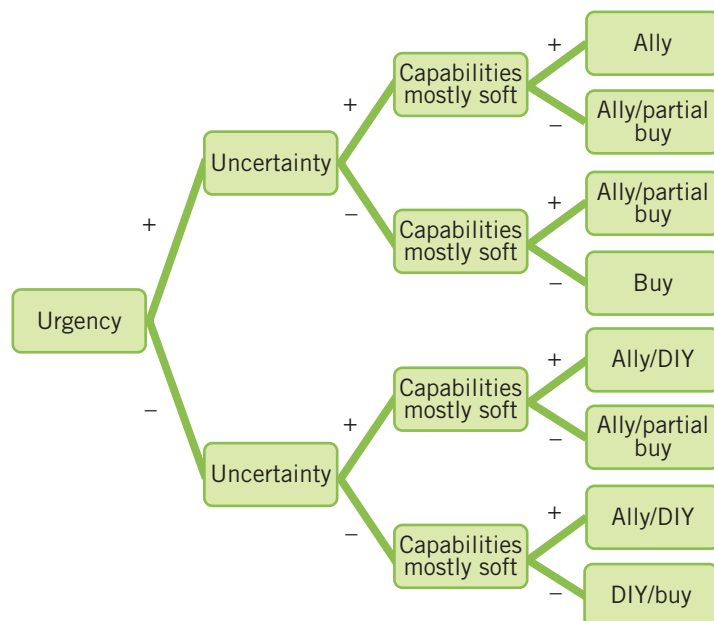 Urgency
+
−
Uncertainty
+
−
Capabilities
mostly soft
+
−
Ally
Ally/partial
buy
Capabilities
mostly soft
+
−
Ally/partial
buy
Buy
Uncertainty
+
−
Capabilities
mostly soft
+
−
Ally/DIY
Ally/partial
buy
Capabilities
mostly soft
+
−
Ally/DIY
DIY/buy